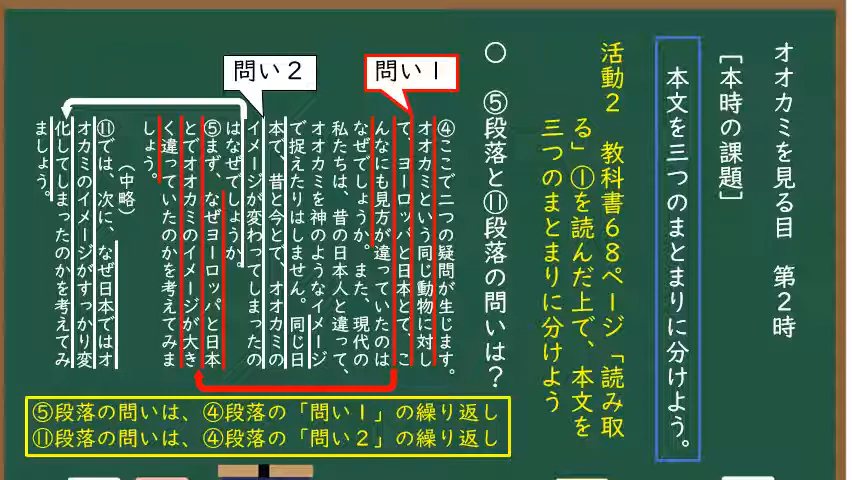 オオカミを見る目　第２時
［本時の課題］
本文を三つのまとまりに分けよう。
活動２　教科書６８ページ「読み取
る」①を読んだ上で、本文を
三つのまとまりに分けよう
○　⑤段落と⑪段落の問いは？
問い１
問い２
④ここで二つの疑問が生じます。
オオカミという同じ動物に対し
て、ヨーロッパと日本とで、こ
んなにも見方が違っていたのは
なぜでしょうか。また、現代の
私たちは、昔の日本人と違って、
オオカミを神のようなイメージ
で捉えたりはしません。同じ日
本で、昔と今とで、オオカミの
イメージが変わってしまったの
はなぜでしょうか。
⑤まず、なぜヨーロッパと日本
とでオオカミのイメージが大き
く違っていたのかを考えてみま
しょう。
（中略）
⑪では、次に、なぜ日本ではオ
オカミのイメージがすっかり変
化してしまったのかを考えてみ
ましょう。
⑤段落の問いは、④段落の「問い１」の繰り返し
⑪段落の問いは、④段落の「問い２」の繰り返し